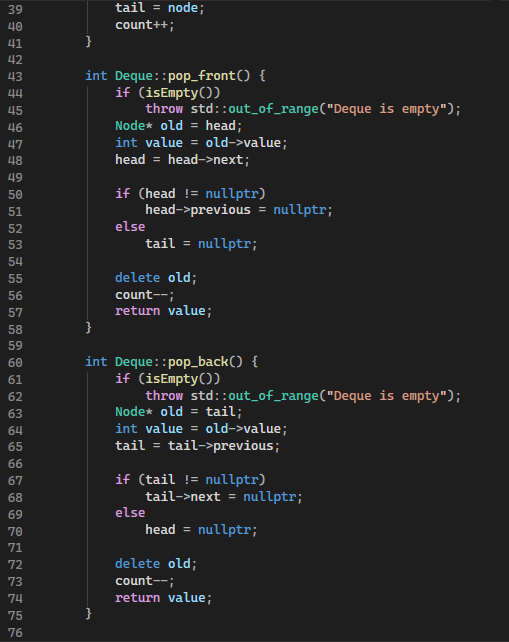 39 tail = node;
40 count++;
41 }
42
43 int Deque::pop_front() {
44 if (isEmpty())
45 throw std::out_of_range("Deque is empty");
46 Node* old = head;
47 int value = old->value;
48 head = head->next;
49
50 if (head != nullptr)
51 head->previous = nullptr;
52 else
53 tail = nullptr;
54
55 delete old;
56 count--;
57 return value;
58 }
59
60 int Deque::pop_back() {
61 if (isEmpty())
62 throw std::out_of_range("Deque is empty");
63 Node* old = tail;
64 int value = old->value;
65 tail = tail->previous;
66
67 if (tail != nullptr)
68 tail->next = nullptr;
69 else
70 head = nullptr;
71
72 delete old;
73 count--;
74 return value;
75 }
76